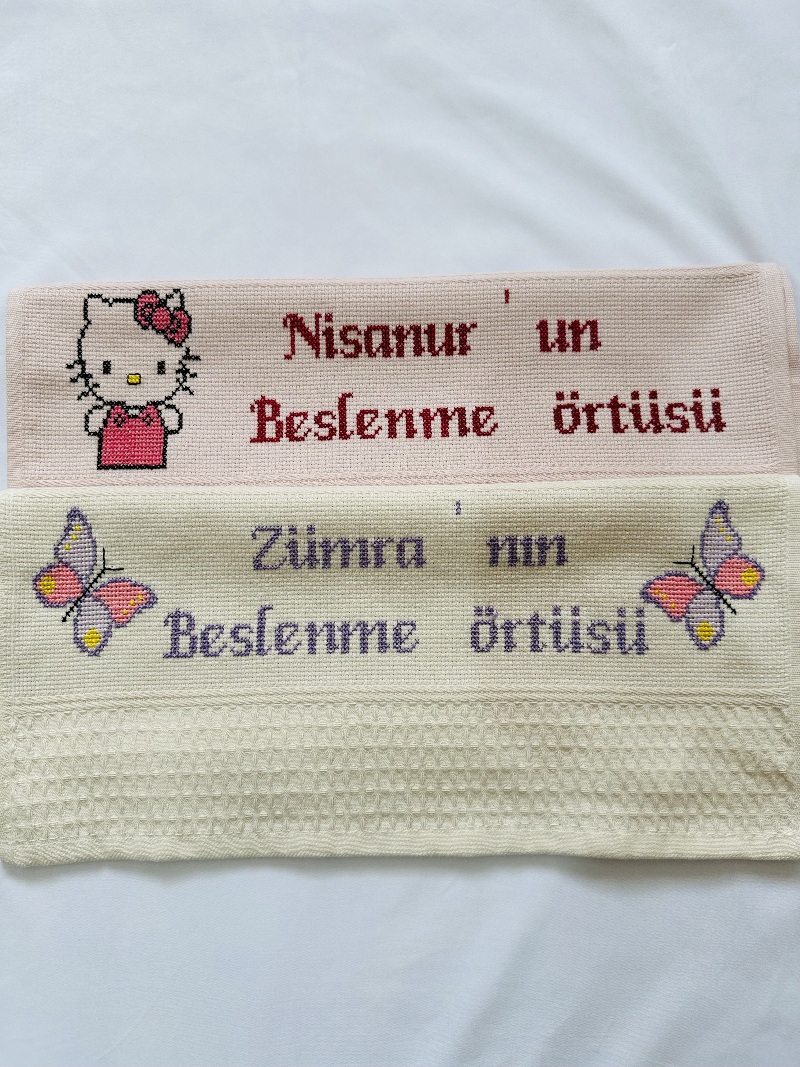 Nisanur 'un
Beslenme örtüsü
Zümra 'nın
Beslenme örtüsü